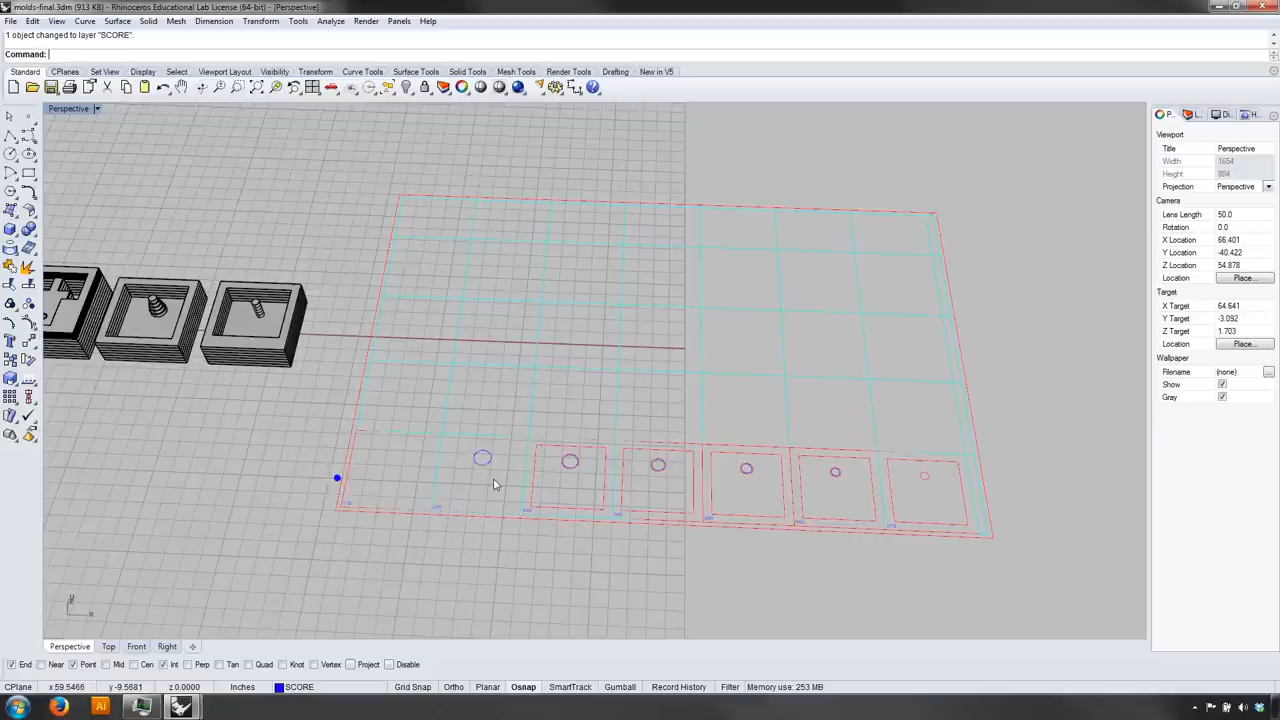 molds-final.3dm (913 KB) - Rhinoceros Educational Lab License (64-bit) - [Perspective]
File Edit View Curve Surface Solid Mesh Dimension Transform Tools Analyze Render Panels Help
1 object changed to layer "SCORE".
Command:
Standard CPlanes Set View Display Select Viewport Layout Visibility Transform Curve Tools Surface Tools Solid Tools Mesh Tools Render Tools Drafting New in V5
Perspective
P... L... Di... H...
Viewport
Title Perspective
Width 1654
Height 804
Projection Perspective
Camera
Lens Length 50.0
Rotation 0.0
X Location 66.401
Y Location -40.422
Z Location 54.878
Location Place...
Target
X Target 64.641
Y Target -3.092
Z Target 1.703
Location Place...
Wallpaper
Filename (none) ...
Show
Gray
y
x
Perspective Top Front Right
End Near Point Mid Cen Int Perp Tan Quad Knot Vertex Project Disable
CPlane x 59.5466 y -9.5681 z 0.0000 Inches SCORE Grid Snap Ortho Planar Osnap SmartTrack Gumball Record History Filter Memory use: 253 MB
Ai